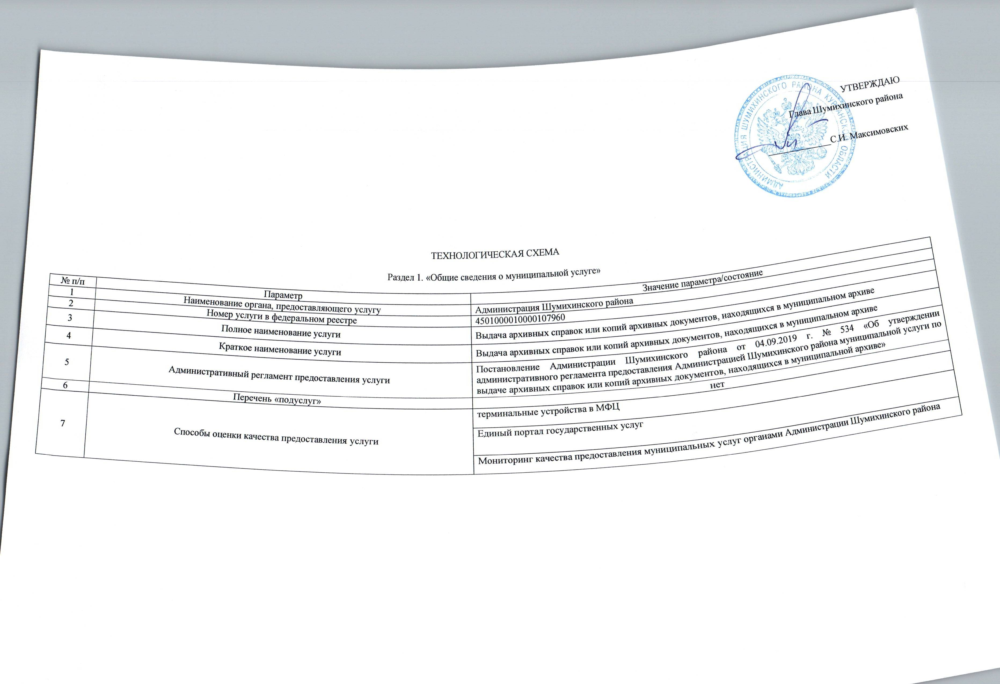 УТВЕРЖДАЮ
Глава Шумихинского района
С.И. Максимовских
АДМИНИСТРАЦИЯ ШУМИХИНСКОГО РАЙОНА КУРГАНСКОЙ ОБЛАСТИ
ТЕХНОЛОГИЧЕСКАЯ СХЕМА
Раздел 1. «Общие сведения о муниципальной услуге»
№ п/п Параметр Значение параметра/состояние
1 Наименование органа, предоставляющего услугу Администрация Шумихинского района
2 Номер услуги в федеральном реестре 4501000010000107960
3 Полное наименование услуги Выдача архивных справок или копий архивных документов, находящихся в муниципальном архиве
4 Краткое наименование услуги Выдача архивных справок или копий архивных документов, находящихся в муниципальном архиве
5 Административный регламент предоставления услуги Постановление Администрации Шумихинского района от 04.09.2019 г. № 534 «Об утверждении
административного регламента предоставления Администрацией Шумихинского района муниципальной услуги по
выдаче архивных справок или копий архивных документов, находящихся в муниципальной архиве»
6 Перечень «подуслуг» нет
7 Способы оценки качества предоставления услуги терминальные устройства в МФЦ
Единый портал государственных услуг
Мониторинг качества предоставления муниципальных услуг органами Администрации Шумихинского района